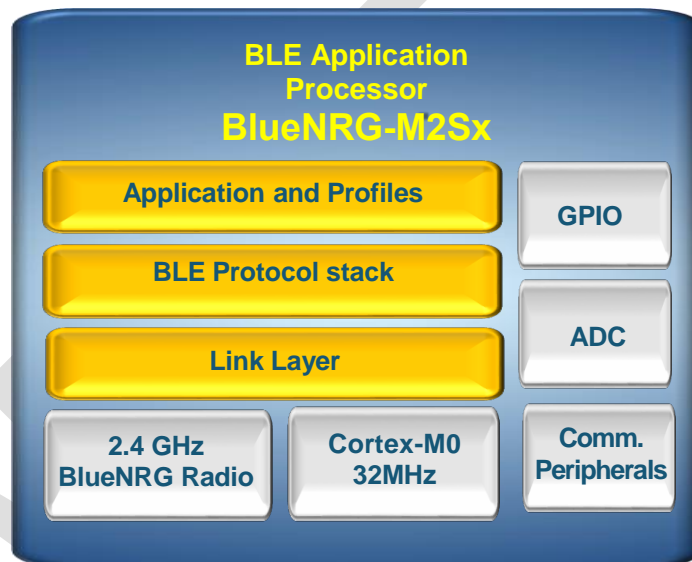 BLE Application
Processor
BlueNRG-M2Sx
Application and Profiles
GPIO
BLE Protocol stack
ADC
Link Layer
2.4 GHz
BlueNRG Radio
Cortex-M0
32MHz
Comm.
Peripherals